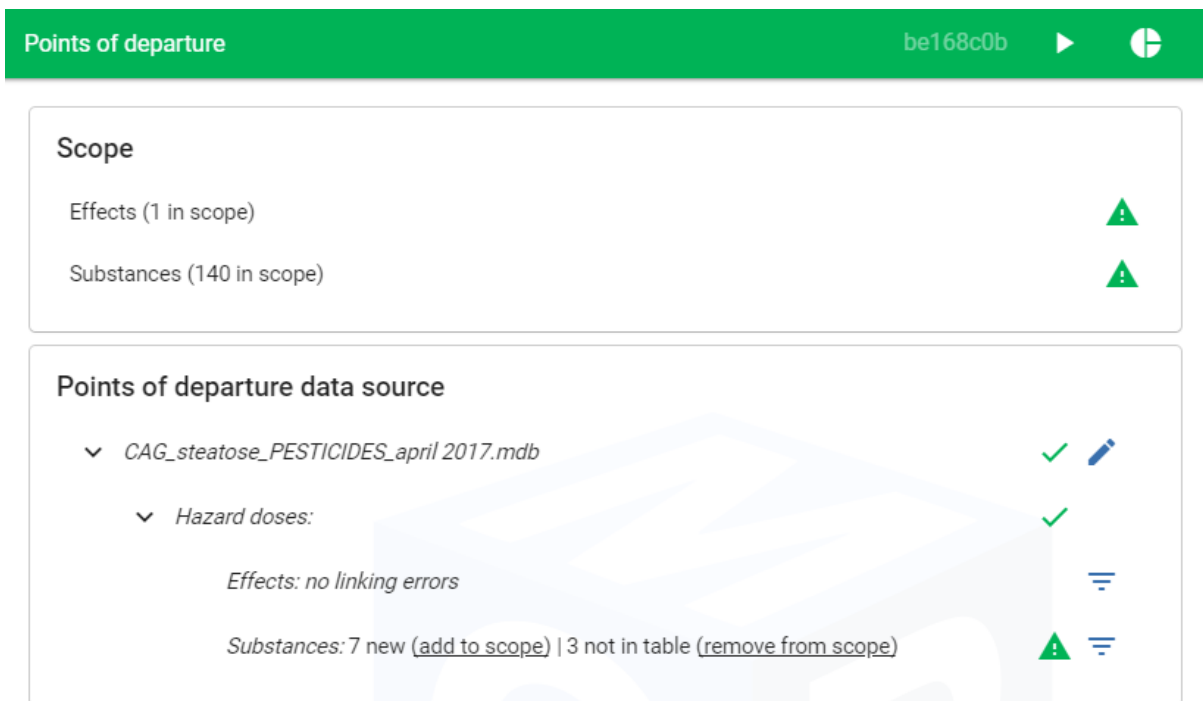 Points of departure be168c0b
Scope
Effects (1 in scope)
Substances (140 in scope)
Points of departure data source
CAG_steatose_PESTICIDES_april 2017.mdb
Hazard doses:
Effects: no linking errors
Substances: 7 new (add to scope) | 3 not in table (remove from scope)